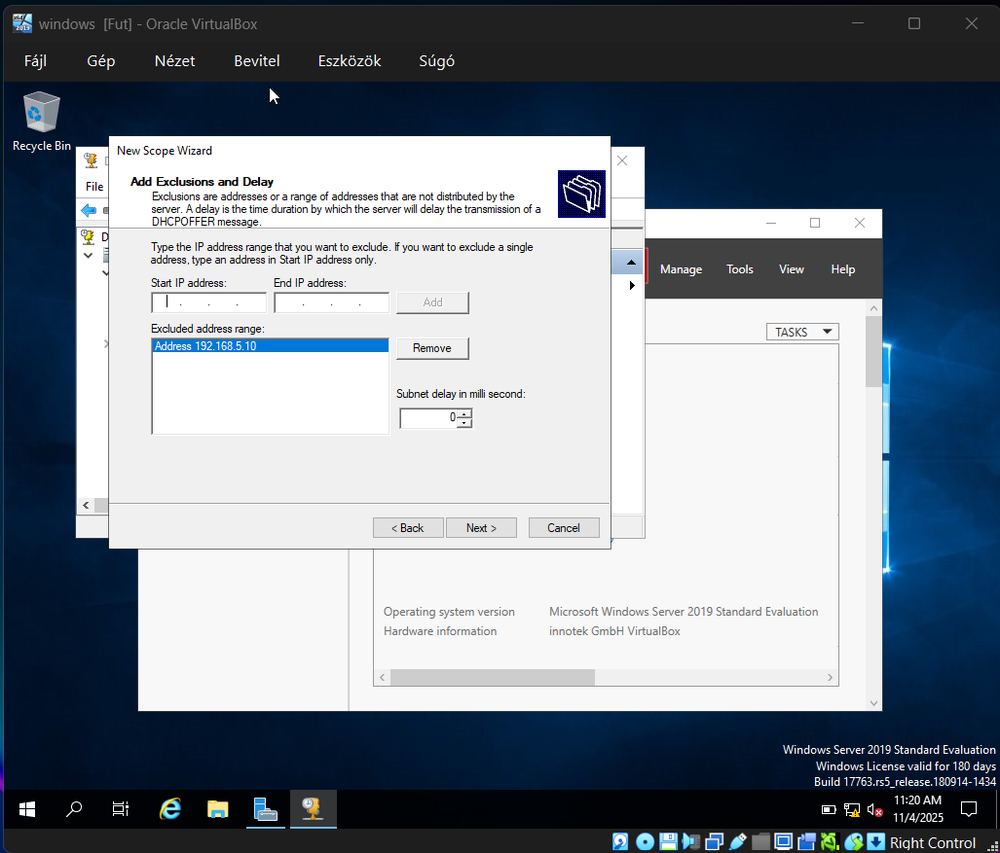 windows [Fut] - Oracle VirtualBox
Fájl Gép Nézet Bevitel Eszközök Súgó
Recycle Bin
New Scope Wizard
File
Add Exclusions and Delay
Exclusions are addresses or a range of addresses that are not distributed by the
server. A delay is the time duration by which the server will delay the transmission of a
DHCPOFFER message.
Type the IP address range that you want to exclude. If you want to exclude a single
address, type an address in Start IP address only.
Start IP address: End IP address:
Add
Excluded address range:
Address 192.168.5.10
Remove
Subnet delay in milli second:
0
< Back Next > Cancel
Manage Tools View Help
TASKS
Operating system version Microsoft Windows Server 2019 Standard Evaluation
Hardware information innotek GmbH VirtualBox
Windows Server 2019 Standard Evaluation
Windows License valid for 180 days
Build 17763.rs5_release.180914-1434
11:20 AM
11/4/2025
Right Control